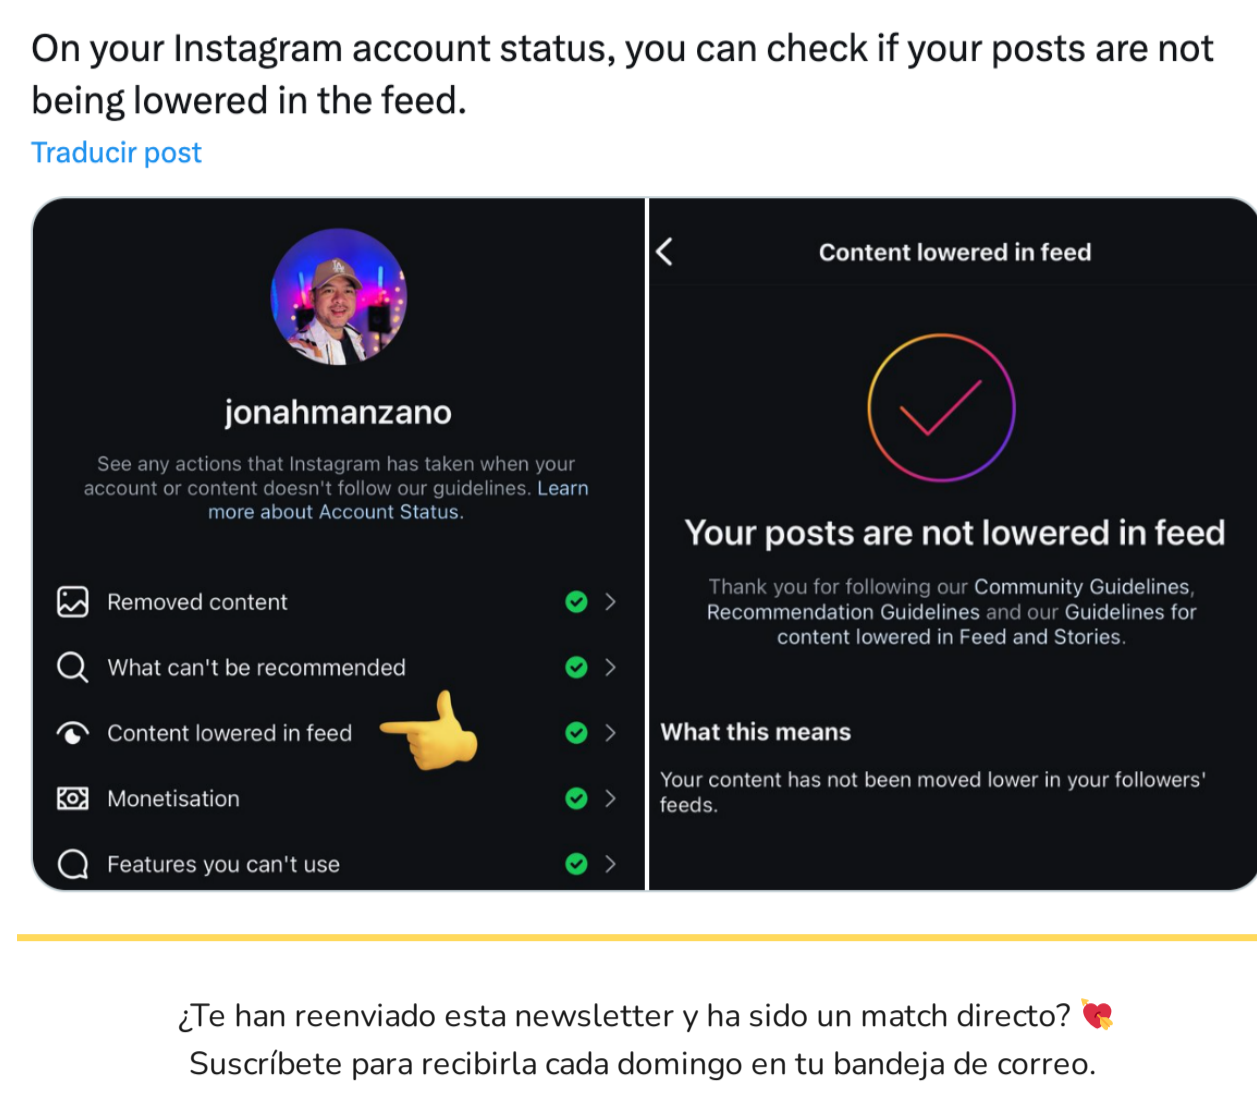 On your Instagram account status, you can check if your posts are not
being lowered in the feed.
Traducir post
jonahmanzano
See any actions that Instagram has taken when your
account or content doesn't follow our guidelines. Learn
more about Account Status.
Removed content
What can't be recommended
Content lowered in feed
Monetisation
Features you can't use
Content lowered in feed
Your posts are not lowered in feed
Thank you for following our Community Guidelines,
Recommendation Guidelines and our Guidelines for
content lowered in Feed and Stories.
What this means
Your content has not been moved lower in your followers'
feeds.
¿Te han reenviado esta newsletter y ha sido un match directo? 💘
Suscríbete para recibirla cada domingo en tu bandeja de correo.